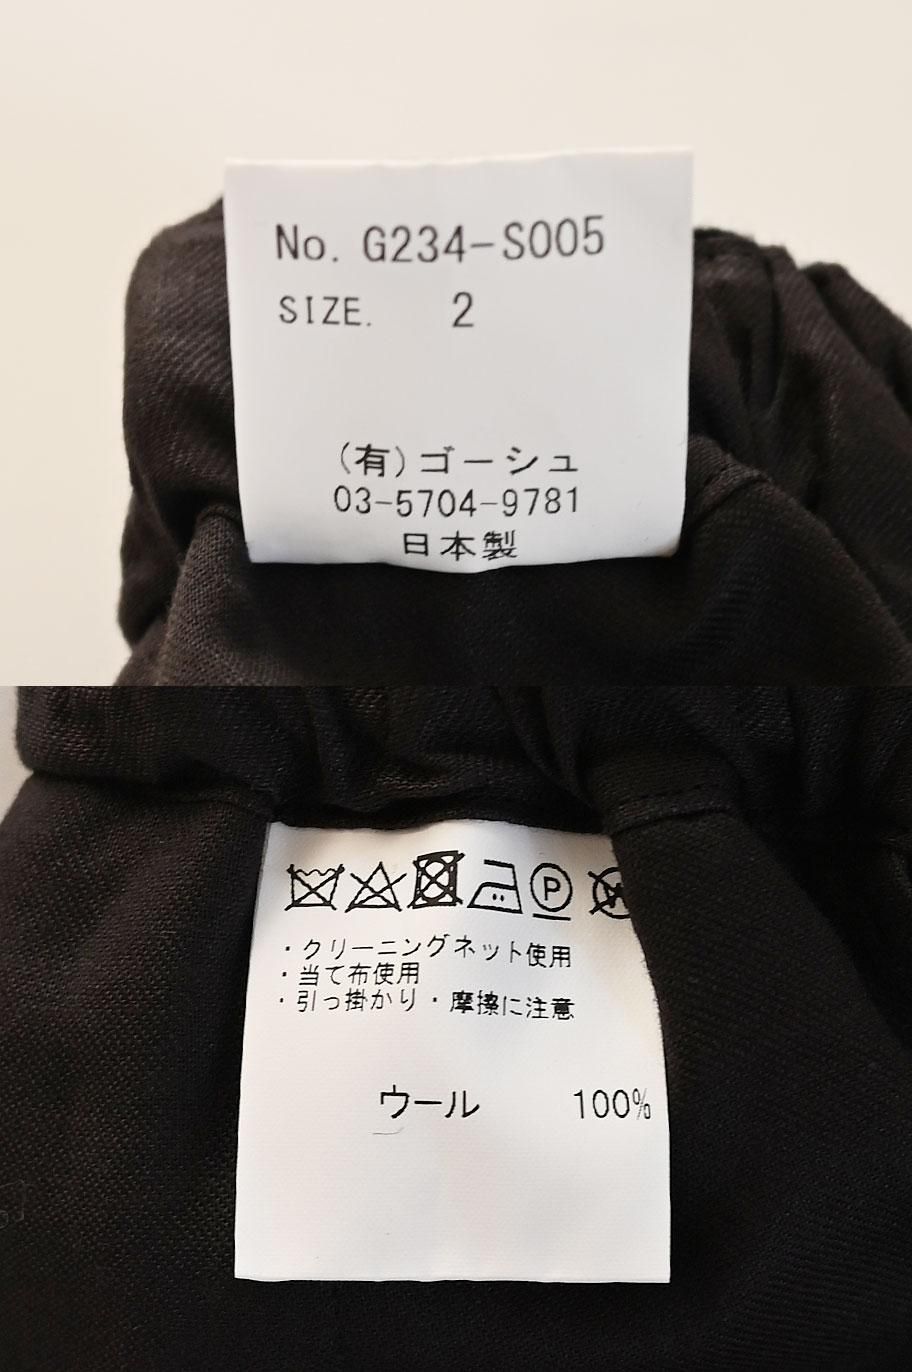 No. G234-S005
SIZE. 2
(有)ゴーシュ
03-5704-9781
日本製
P W
・クリーニングネット使用
・当て布使用
・引っ掛かり・摩擦に注意
ウール 100%